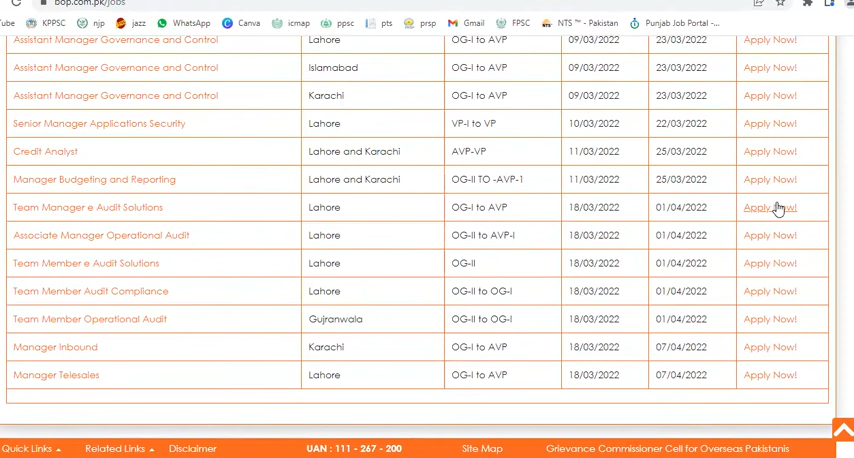 bop.com.pk/jobs
Tube KPPSC njp jazz WhatsApp Canva icmap ppsc pts prsp Gmail FPSC NTS ™ - Pakistan Punjab Job Portal -...
Assistant Manager Governance and Control Lahore OG-I to AVP 09/03/2022 23/03/2022 Apply Now!
Assistant Manager Governance and Control Islamabad OG-I to AVP 09/03/2022 23/03/2022 Apply Now!
Assistant Manager Governance and Control Karachi OG-I to AVP 09/03/2022 23/03/2022 Apply Now!
Senior Manager Applications Security Lahore VP-I to VP 10/03/2022 22/03/2022 Apply Now!
Credit Analyst Lahore and Karachi AVP-VP 11/03/2022 25/03/2022 Apply Now!
Manager Budgeting and Reporting Lahore and Karachi OG-II TO -AVP-1 11/03/2022 25/03/2022 Apply Now!
Team Manager e Audit Solutions Lahore OG-I to AVP 18/03/2022 01/04/2022 Apply Now!
Associate Manager Operational Audit Lahore OG-II to AVP-I 18/03/2022 01/04/2022 Apply Now!
Team Member e Audit Solutions Lahore OG-II 18/03/2022 01/04/2022 Apply Now!
Team Member Audit Compliance Lahore OG-II to OG-I 18/03/2022 01/04/2022 Apply Now!
Team Member Operational Audit Gujranwala OG-II to OG-I 18/03/2022 01/04/2022 Apply Now!
Manager Inbound Karachi OG-I to AVP 18/03/2022 07/04/2022 Apply Now!
Manager Telesales Lahore OG-I to AVP 18/03/2022 07/04/2022 Apply Now!
Quick Links Related Links Disclaimer UAN : 111 - 267 - 200 Site Map Grievance Commissioner Cell for Overseas Pakistanis